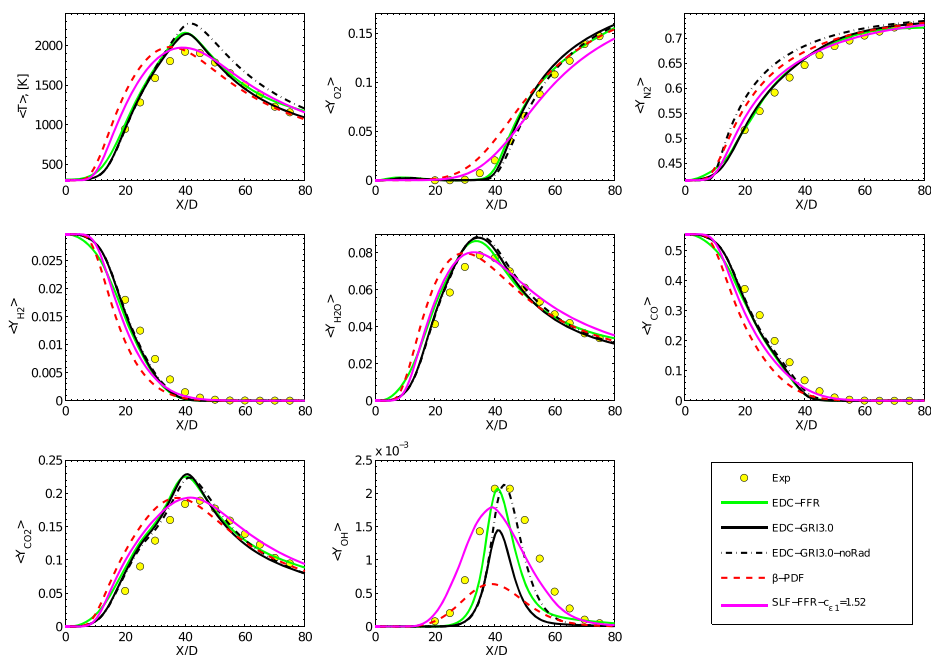 2000
1500
1000
500
<T>, [K]
0 20 40 60 80
X/D
0.15
0.1
0.05
0
<Y_O2>
0 20 40 60 80
X/D
0.7
0.65
0.6
0.55
0.5
0.45
<Y_N2>
0 20 40 60 80
X/D
0.025
0.02
0.015
0.01
0.005
0
<Y_H2>
0 20 40 60 80
X/D
0.08
0.06
0.04
0.02
0
<Y_H2O>
0 20 40 60 80
X/D
0.5
0.4
0.3
0.2
0.1
0
<Y_CO>
0 20 40 60 80
X/D
0.25
0.2
0.15
0.1
0.05
0
<Y_CO2>
0 20 40 60 80
X/D
x 10⁻³
2.5
2
1.5
1
0.5
0
<Y_OH>
0 20 40 60 80
X/D
Exp
EDC−FFR
EDC−GRI3.0
EDC−GRI3.0−noRad
β−PDF
SLF−FFR−c_ε1=1.52